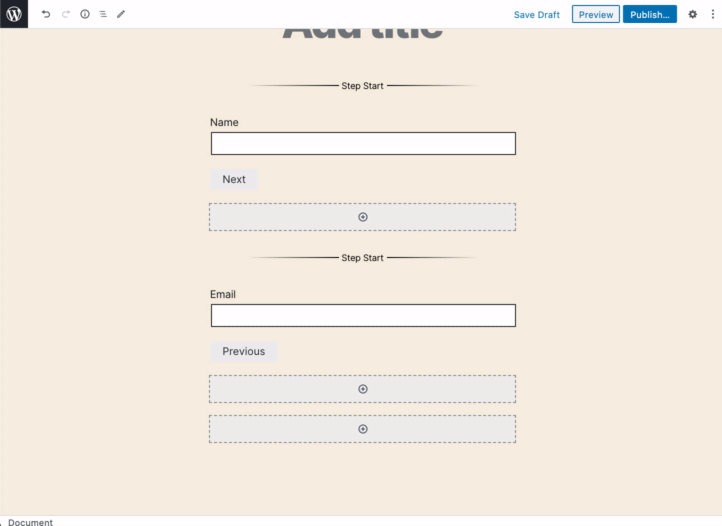 Save Draft Preview Publish...
Add title
Step Start
Name
Next
Step Start
Email
Previous
Document